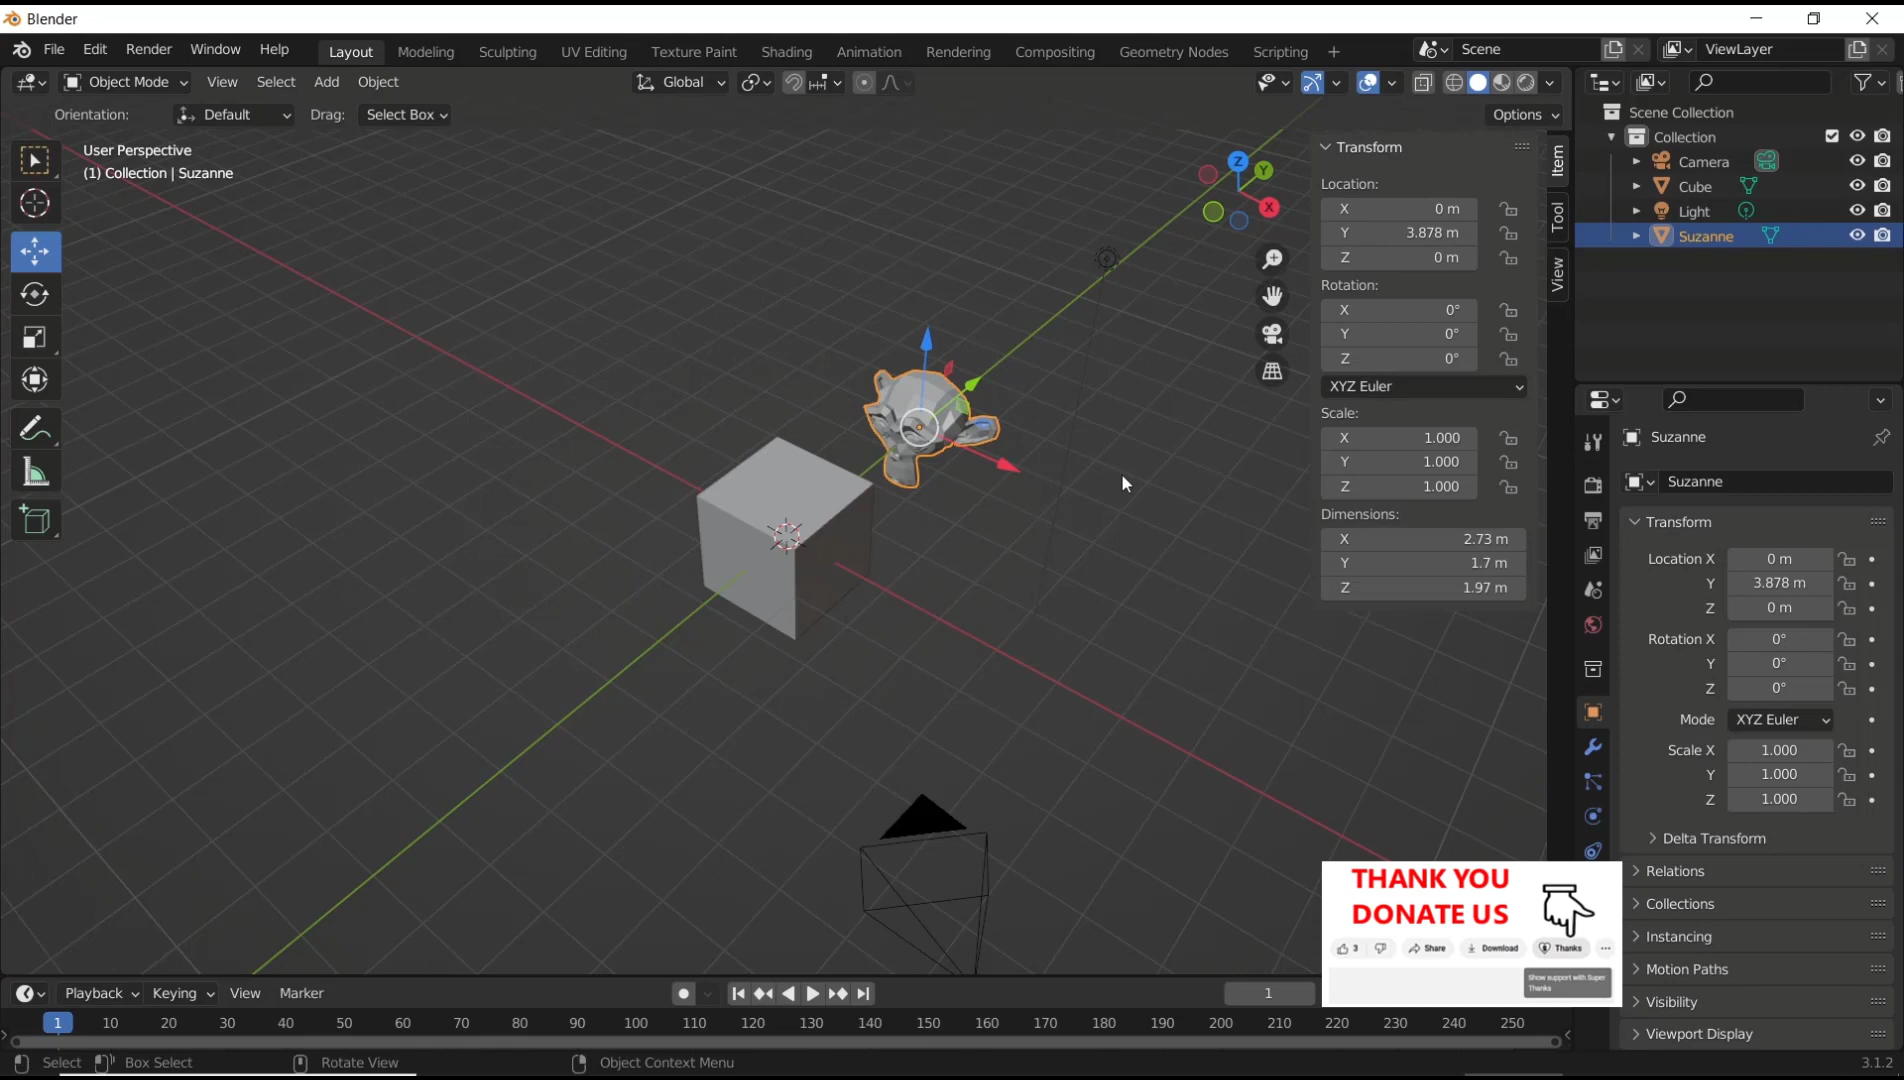 Blender
File Edit Render Window Help Layout Modeling Sculpting UV Editing Texture Paint Shading Animation Rendering Compositing Geometry Nodes Scripting + Scene ViewLayer
Object Mode View Select Add Object Global
Orientation: Default Drag: Select Box Options
User Perspective
(1) Collection | Suzanne
Z
Y
X
Transform
Location:
X 0 m
Y 3.878 m
Z 0 m
Rotation:
X 0°
Y 0°
Z 0°
XYZ Euler
Scale:
X 1.000
Y 1.000
Z 1.000
Dimensions:
X 2.73 m
Y 1.7 m
Z 1.97 m
Item
Tool
View
Scene Collection
Collection
Camera
Cube
Light
Suzanne
Suzanne
Suzanne
Transform
Location X 0 m
Y 3.878 m
Z 0 m
Rotation X 0°
Y 0°
Z 0°
Mode XYZ Euler
Scale X 1.000
Y 1.000
Z 1.000
Delta Transform
Relations
Collections
Instancing
Motion Paths
Visibility
Viewport Display
THANK YOU
DONATE US
3 Share Download Thanks
Show support with Super
Thanks
Playback Keying View Marker 1
1 10 20 30 40 50 60 70 80 90 100 110 120 130 140 150 160 170 180 190 200 210 220 230 240 250
Select Box Select Rotate View Object Context Menu 3.1.2